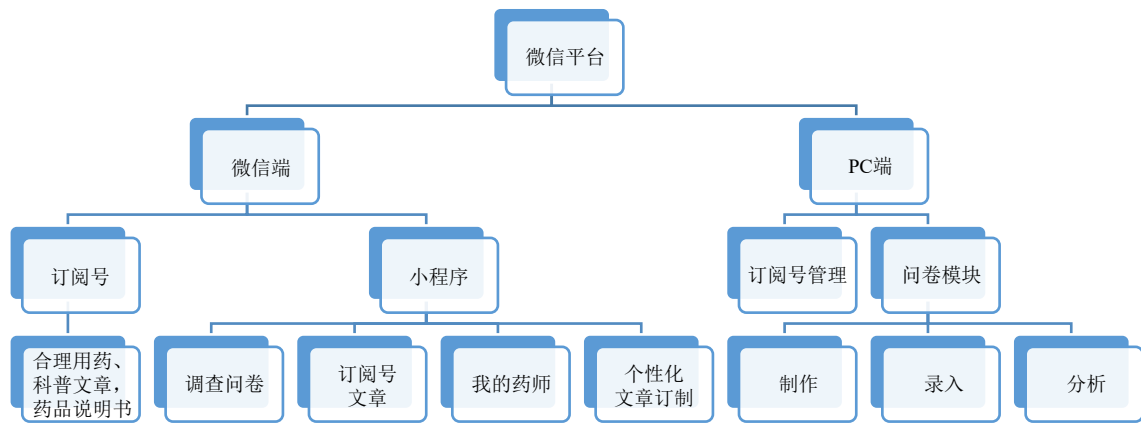 微信平台
微信端
PC端
订阅号
小程序
订阅号管理
问卷模块
合理用药、
科普文章，
药品说明书
调查问卷
订阅号
文章
我的药师
个性化
文章订制
制作
录入
分析